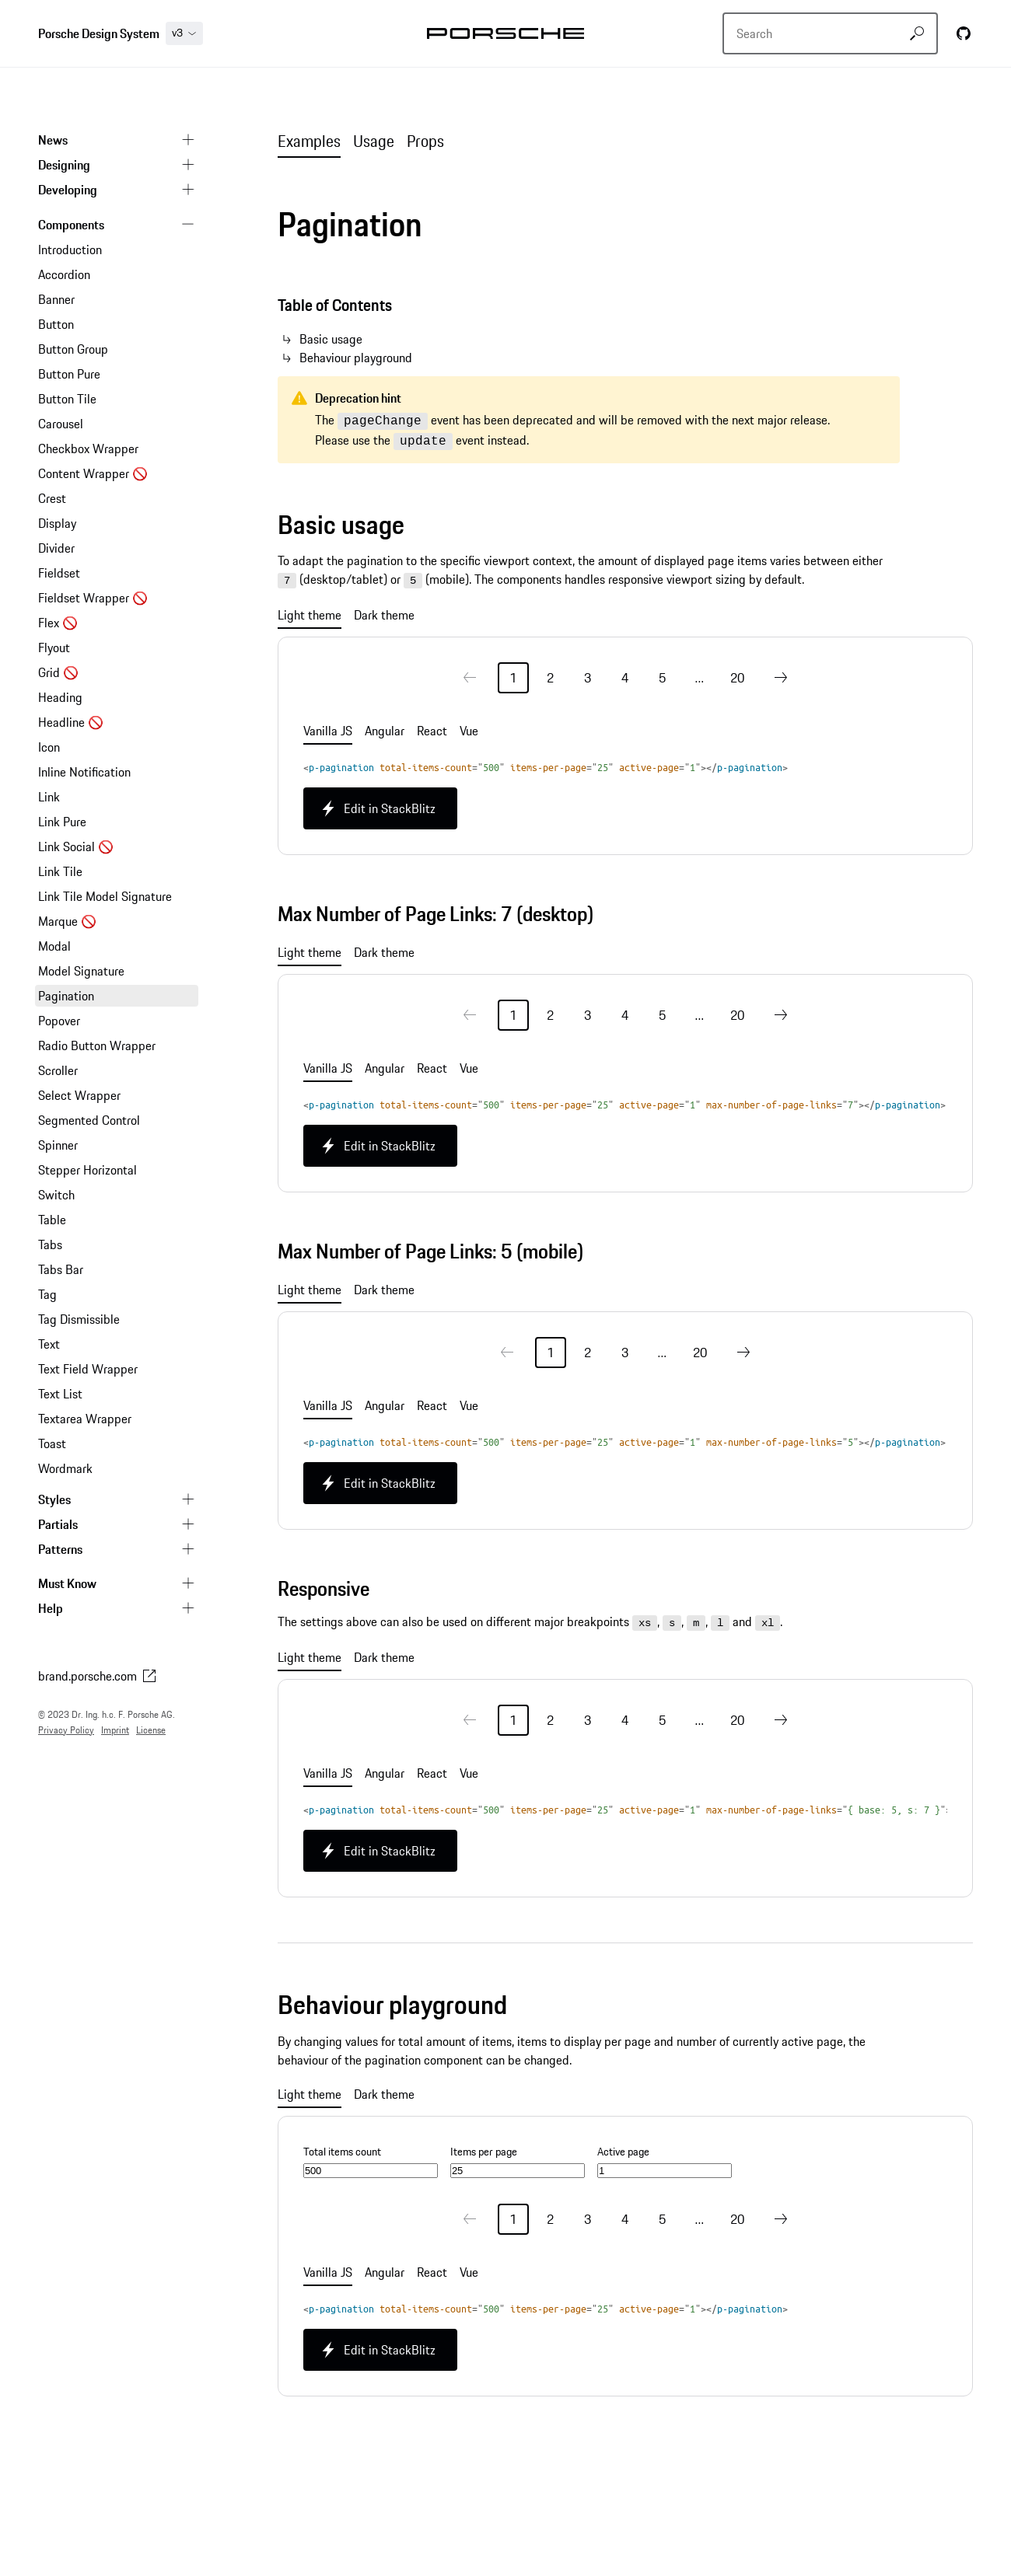 Porsche Design System v3
PORSCHE
Search
News
Designing
Developing
Components
Introduction
Accordion
Banner
Button
Button Group
Button Pure
Button Tile
Carousel
Checkbox Wrapper
Content Wrapper 🚫
Crest
Display
Divider
Fieldset
Fieldset Wrapper 🚫
Flex 🚫
Flyout
Grid 🚫
Heading
Headline 🚫
Icon
Inline Notification
Link
Link Pure
Link Social 🚫
Link Tile
Link Tile Model Signature
Marque 🚫
Modal
Model Signature
Pagination
Popover
Radio Button Wrapper
Scroller
Select Wrapper
Segmented Control
Spinner
Stepper Horizontal
Switch
Table
Tabs
Tabs Bar
Tag
Tag Dismissible
Text
Text Field Wrapper
Text List
Textarea Wrapper
Toast
Wordmark
Styles
Partials
Patterns
Must Know
Help
brand.porsche.com
© 2023 Dr. Ing. h.c. F. Porsche AG.
Privacy Policy Imprint License
Examples Usage Props
Pagination
Table of Contents
Basic usage
Behaviour playground
Deprecation hint
The pageChange event has been deprecated and will be removed with the next major release.
Please use the update event instead.
Basic usage
To adapt the pagination to the specific viewport context, the amount of displayed page items varies between either
7 (desktop/tablet) or 5 (mobile). The components handles responsive viewport sizing by default.
Light theme Dark theme
1 2 3 4 5 ... 20
Vanilla JS Angular React Vue
<p-pagination total-items-count="500" items-per-page="25" active-page="1"></p-pagination>
Edit in StackBlitz
Max Number of Page Links: 7 (desktop)
Light theme Dark theme
1 2 3 4 5 ... 20
Vanilla JS Angular React Vue
<p-pagination total-items-count="500" items-per-page="25" active-page="1" max-number-of-page-links="7"></p-pagination>
Edit in StackBlitz
Max Number of Page Links: 5 (mobile)
Light theme Dark theme
1 2 3 ... 20
Vanilla JS Angular React Vue
<p-pagination total-items-count="500" items-per-page="25" active-page="1" max-number-of-page-links="5"></p-pagination>
Edit in StackBlitz
Responsive
The settings above can also be used on different major breakpoints xs, s, m, l and xl.
Light theme Dark theme
1 2 3 4 5 ... 20
Vanilla JS Angular React Vue
<p-pagination total-items-count="500" items-per-page="25" active-page="1" max-number-of-page-links="{ base: 5, s: 7 }"
Edit in StackBlitz
Behaviour playground
By changing values for total amount of items, items to display per page and number of currently active page, the
behaviour of the pagination component can be changed.
Light theme Dark theme
Total items count Items per page Active page
500 25 1
1 2 3 4 5 ... 20
Vanilla JS Angular React Vue
<p-pagination total-items-count="500" items-per-page="25" active-page="1"></p-pagination>
Edit in StackBlitz